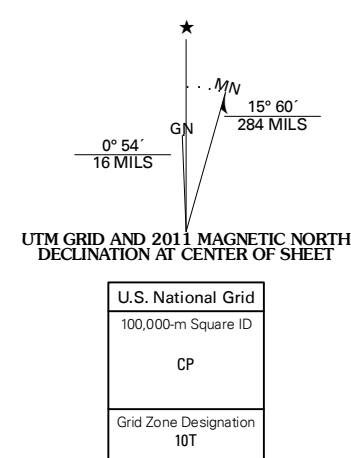 MN
15° 60´
284 MILS
GN
0° 54´
16 MILS
UTM GRID AND 2011 MAGNETIC NORTH
DECLINATION AT CENTER OF SHEET
U.S. National Grid
100,000-m Square ID
CP
Grid Zone Designation
10T